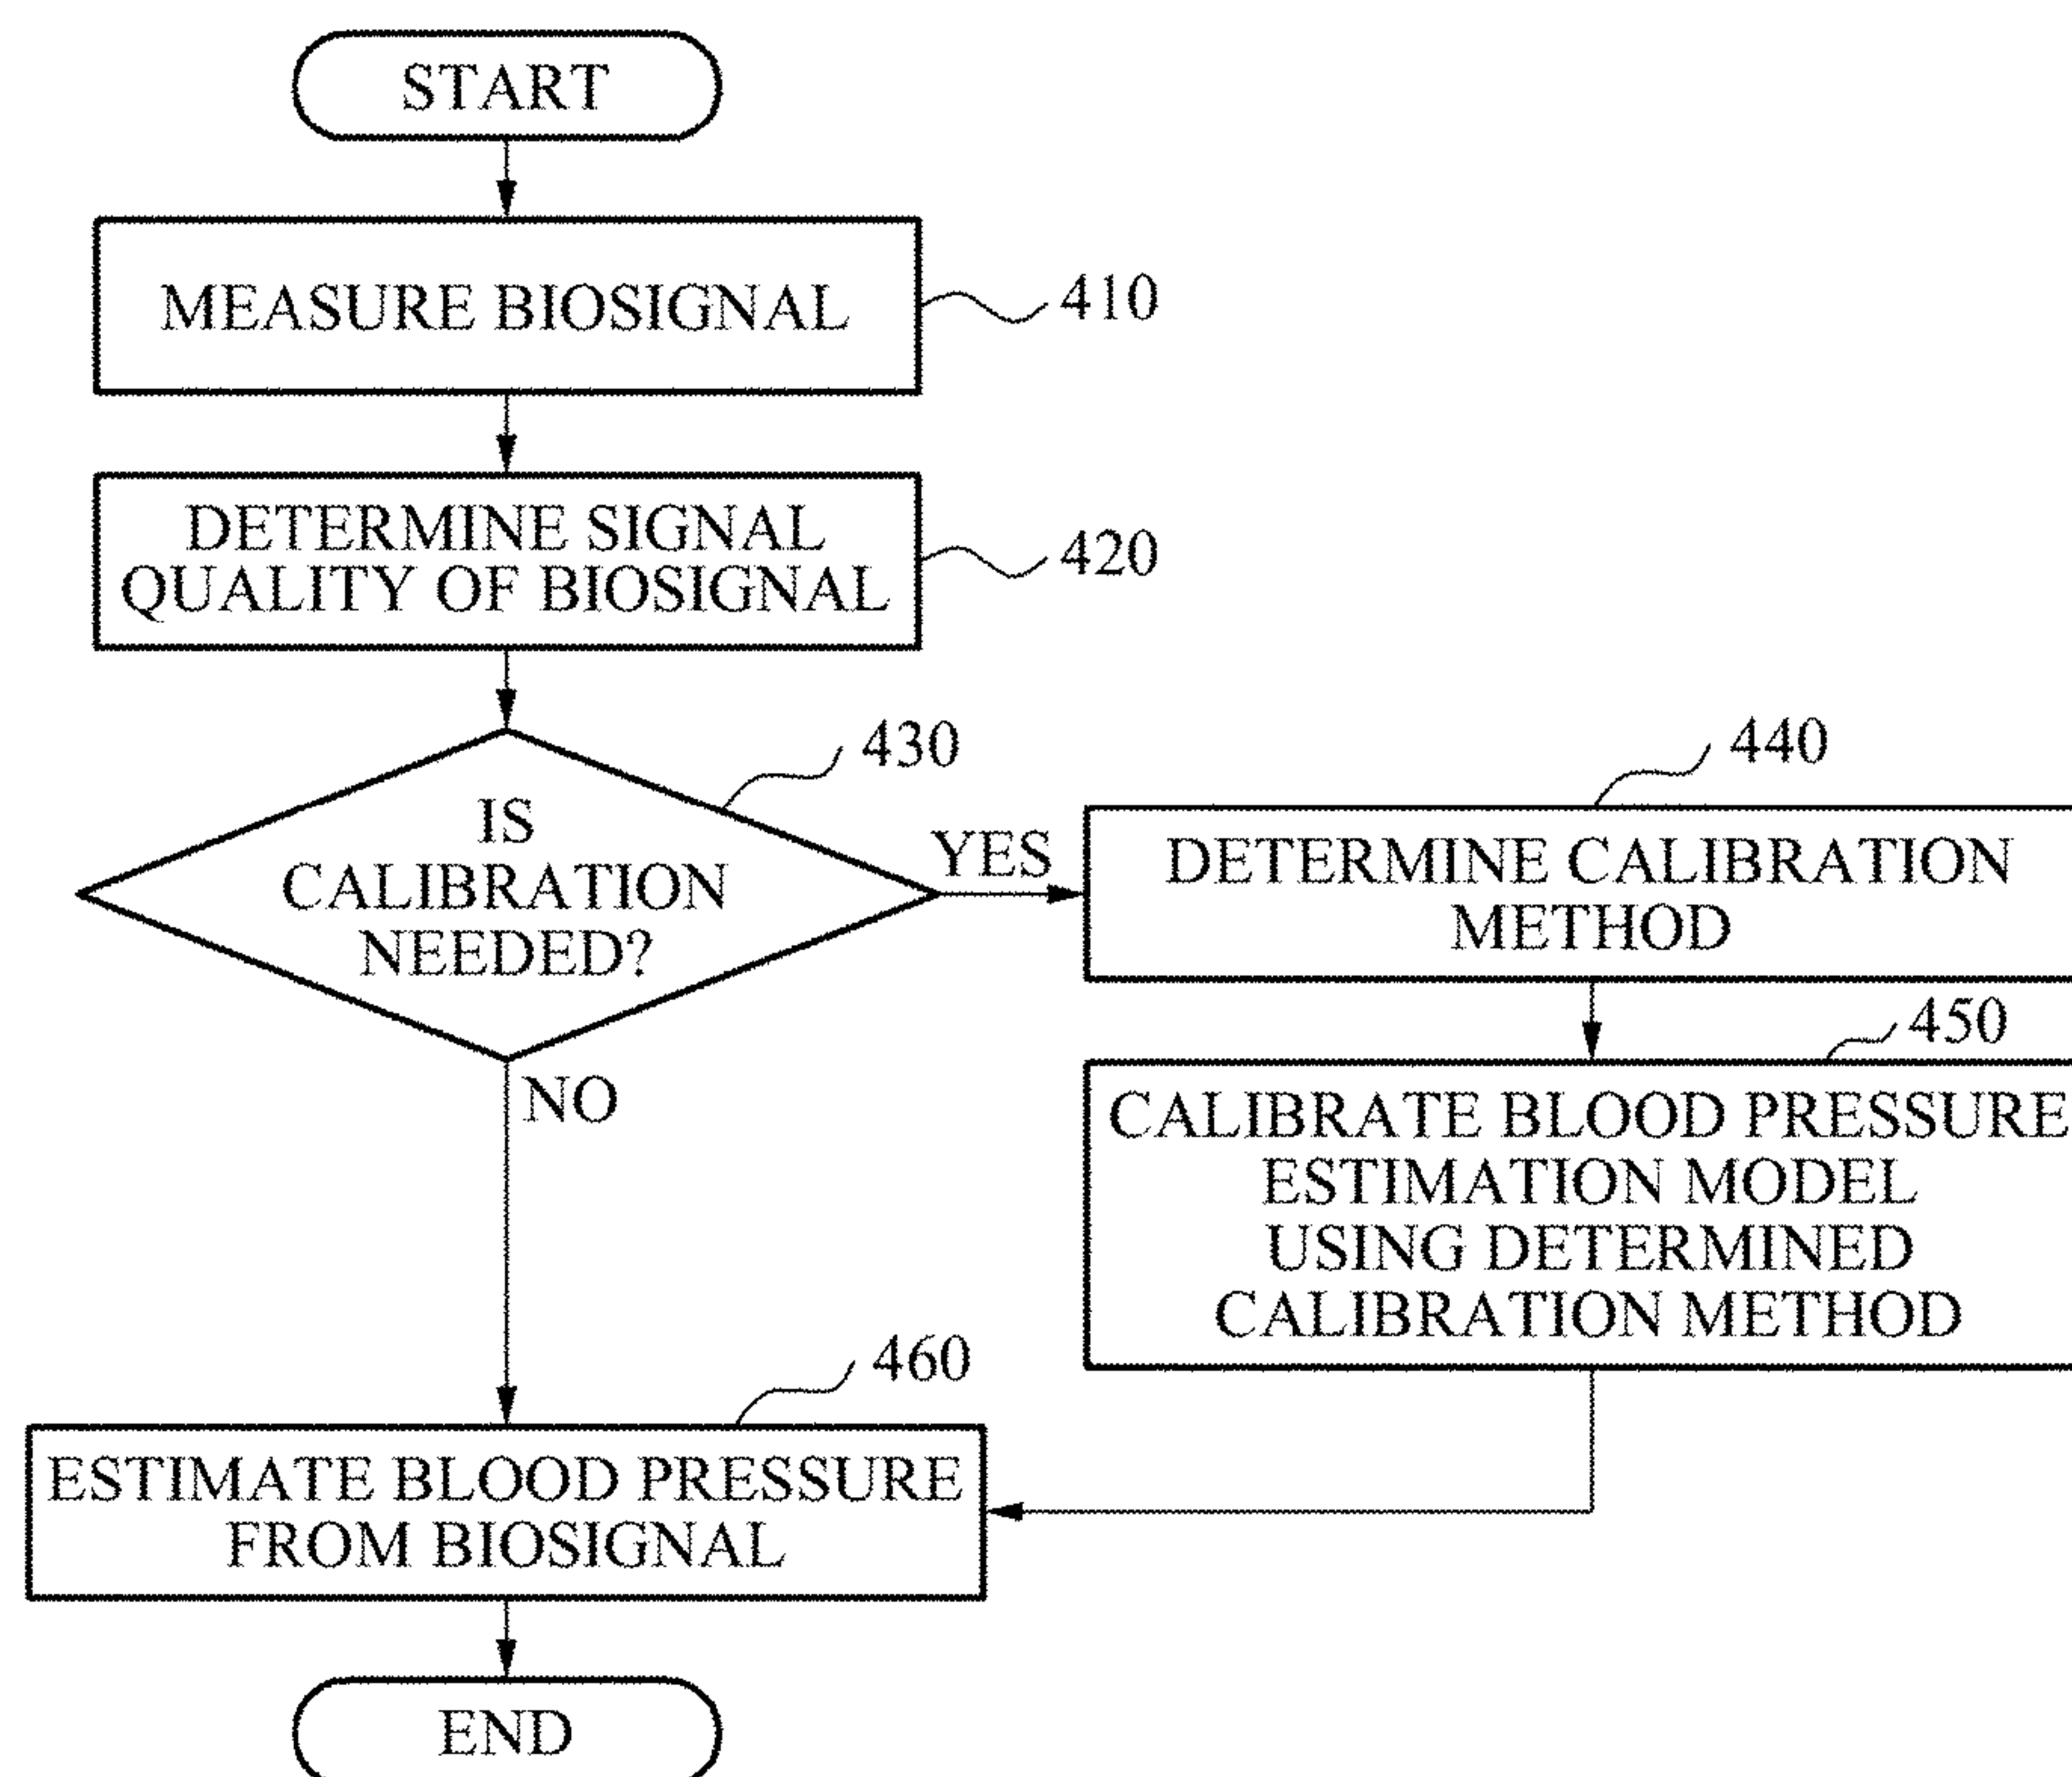 START
MEASURE BIOSIGNAL
410
DETERMINE SIGNAL
QUALITY OF BIOSIGNAL
420
430
IS
CALIBRATION
NEEDED?
YES
NO
440
DETERMINE CALIBRATION
METHOD
450
CALIBRATE BLOOD PRESSURE
ESTIMATION MODEL
USING DETERMINED
CALIBRATION METHOD
460
ESTIMATE BLOOD PRESSURE
FROM BIOSIGNAL
END